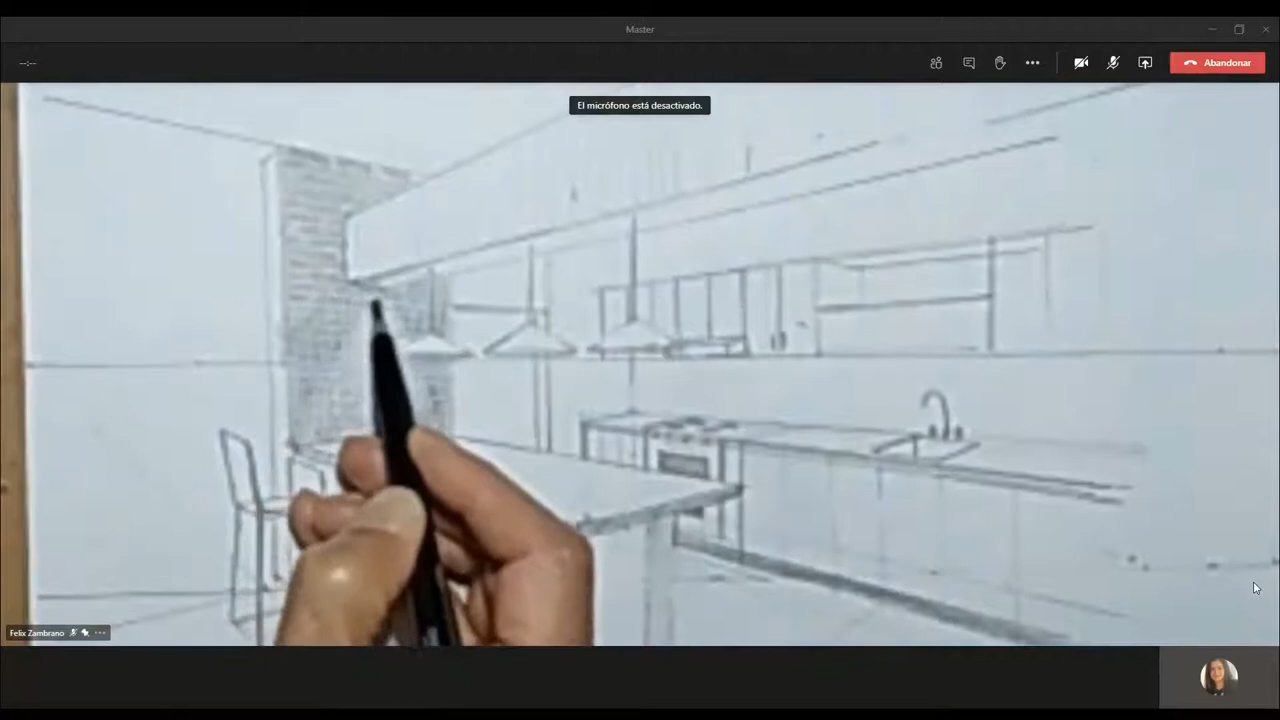 Master
--:--
Abandonar
El micrófono está desactivado.
Felix Zambrano